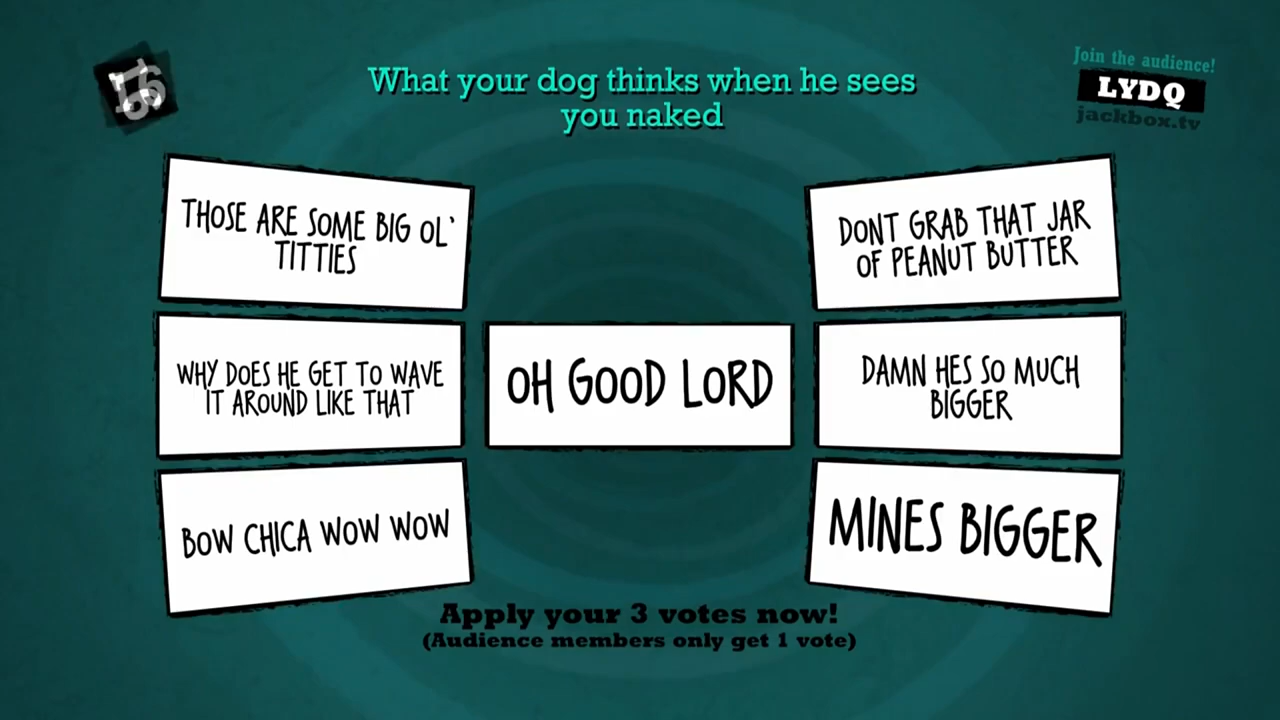 What your dog thinks when he sees
you naked
Join the audience!
LYDQ
jackbox.tv
THOSE ARE SOME BIG OL'
TITTIES
DONT GRAB THAT JAR
OF PEANUT BUTTER
WHY DOES HE GET TO WAVE
IT AROUND LIKE THAT
OH GOOD LORD
DAMN HES SO MUCH
BIGGER
BOW CHICA WOW WOW
MINES BIGGER
Apply your 3 votes now!
(Audience members only get 1 vote)